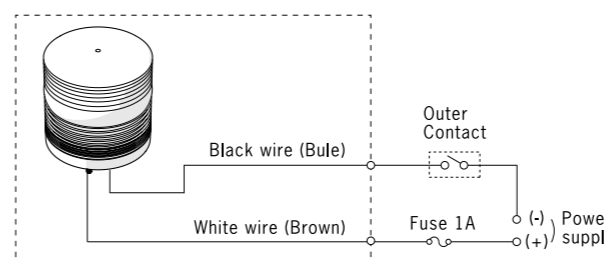 Outer
Contact
Black wire (Bule)
White wire (Brown)
Fuse 1A
(-)
(+)
Powe
suppl